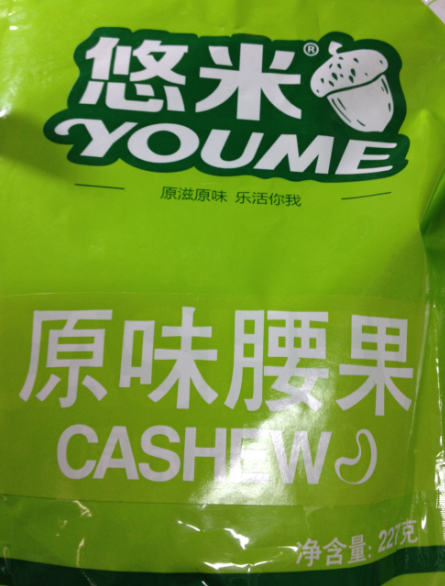 悠米®
YOUME
原滋原味 乐活你我
原味腰果
CASHEW
净含量:227克